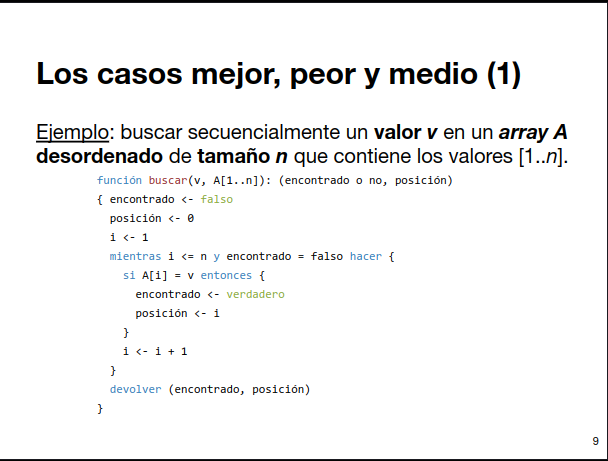 Los casos mejor, peor y medio (1)
Ejemplo: buscar secuencialmente un valor v en un array A
desordenado de tamaño n que contiene los valores [1..n].
función buscar(v, A[1..n]): (encontrado o no, posición)
{ encontrado <- falso
posición <- 0
i <- 1
mientras i <= n y encontrado = falso hacer {
si A[i] = v entonces {
encontrado <- verdadero
posición <- i
}
i <- i + 1
}
devolver (encontrado, posición)
}
9